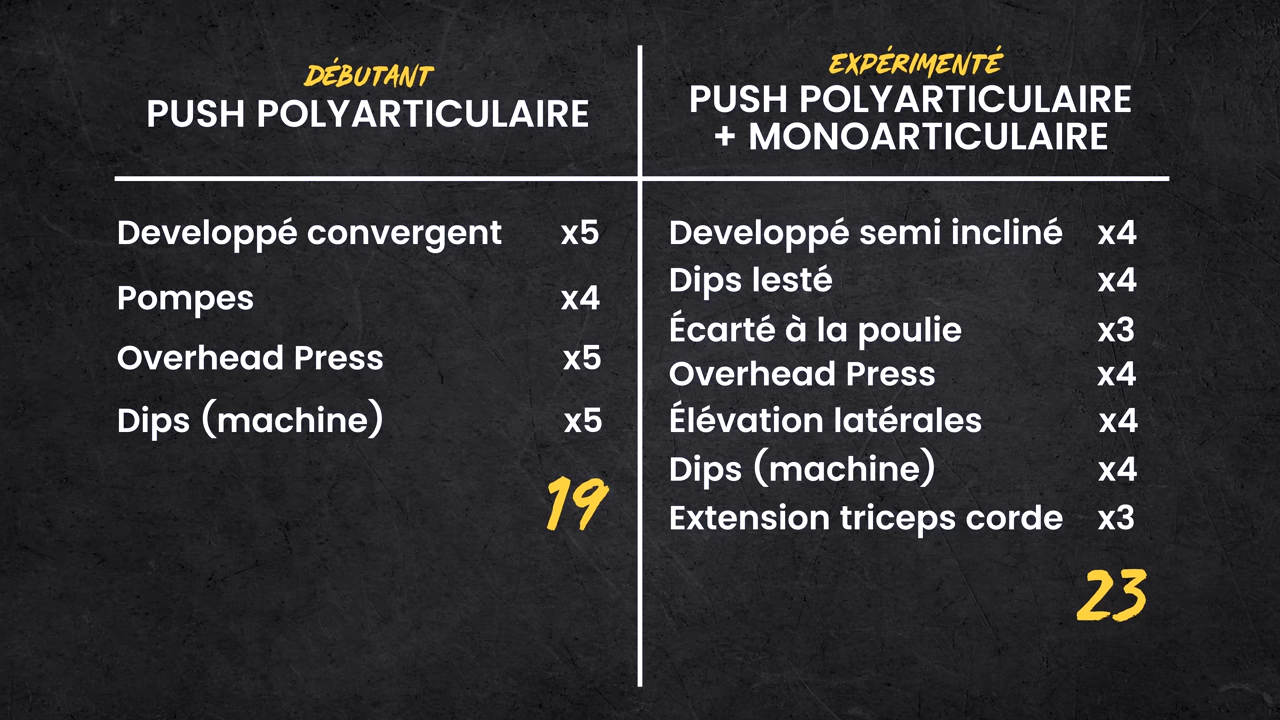 DÉBUTANT
PUSH POLYARTICULAIRE
Developpé convergent x5
Pompes x4
Overhead Press x5
Dips (machine) x5
19
EXPÉRIMENTÉ
PUSH POLYARTICULAIRE
+ MONOARTICULAIRE
Developpé semi incliné x4
Dips lesté x4
Écarté à la poulie x3
Overhead Press x4
Élévation latérales x4
Dips (machine) x4
Extension triceps corde x3
23